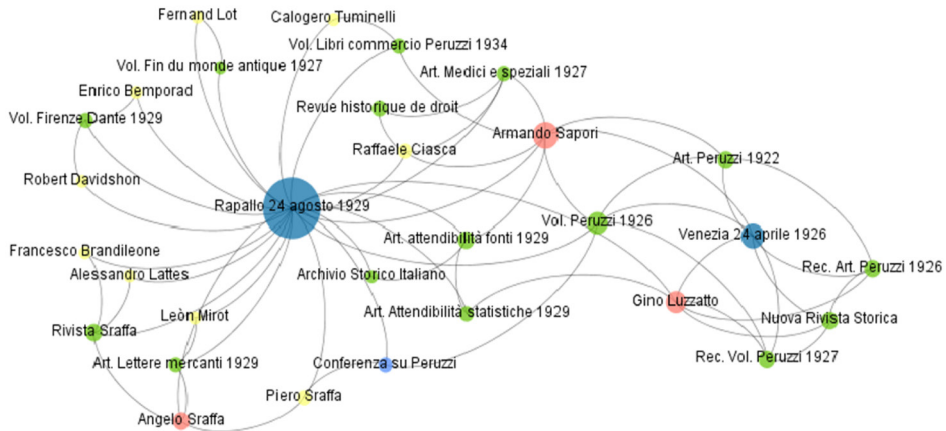 Fernand Lot
Calogero Tuminelli
Vol. Libri commercio Peruzzi 1934
Vol. Fin du monde antique 1927
Art. Medici e speziali 1927
Enrico Bemporad
Revue historique de droit
Vol. Firenze Dante 1929
Armando Sapori
Raffaele Ciasca
Art. Peruzzi 1922
Robert Davidshon
Rapallo 24 agosto 1929
Vol. Peruzzi 1926
Art. attendibilità fonti 1929
Venezia 24 aprile 1926
Francesco Brandileone
Alessandro Lattes
Archivio Storico Italiano
Rec. Art. Peruzzi 1926
Gino Luzzatto
Leòn Mirot
Art. Attendibilità statistiche 1929
Nuova Rivista Storica
Rivista Sraffa
Rec. Vol. Peruzzi 1927
Art. Lettere mercanti 1929
Conferenza su Peruzzi
Piero Sraffa
Angelo Sraffa